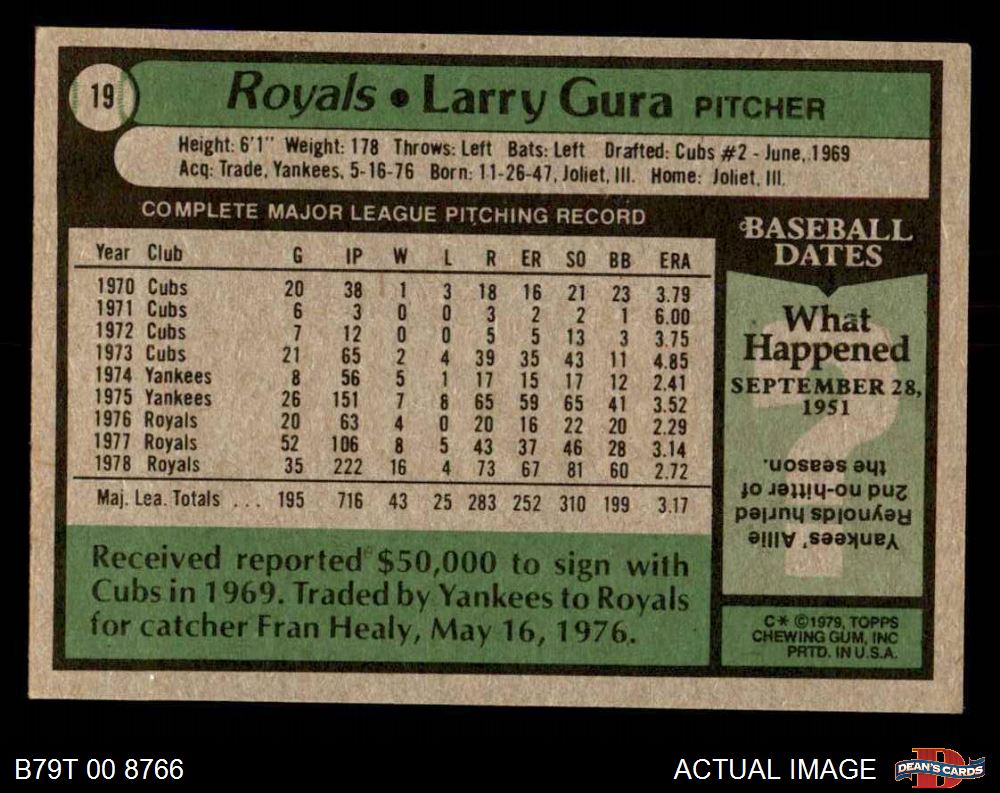 19
Royals • Larry Gura PITCHER
Height: 6'1" Weight: 178 Throws: Left Bats: Left Drafted: Cubs #2 - June, 1969
Acq: Trade, Yankees, 5-16-76 Born: 11-26-47, Joliet, Ill. Home: Joliet, Ill.
COMPLETE MAJOR LEAGUE PITCHING RECORD
Year Club G IP W L R ER SO BB ERA
1970 Cubs 20 38 1 3 18 16 21 23 3.79
1971 Cubs 6 3 0 0 3 2 2 1 6.00
1972 Cubs 7 12 0 0 5 5 13 3 3.75
1973 Cubs 21 65 2 4 39 35 43 11 4.85
1974 Yankees 8 56 5 1 17 15 17 12 2.41
1975 Yankees 26 151 7 8 65 59 65 41 3.52
1976 Royals 20 63 4 0 20 16 22 20 2.29
1977 Royals 52 106 8 5 43 37 46 28 3.14
1978 Royals 35 222 16 4 73 67 81 60 2.72
Maj. Lea. Totals . . . 195 716 43 25 283 252 310 199 3.17
Received reported $50,000 to sign with
Cubs in 1969. Traded by Yankees to Royals
for catcher Fran Healy, May 16, 1976.
BASEBALL
DATES
What
Happened
SEPTEMBER 28,
1951
Yankees' Allie
Reynolds hurled
2nd no-hitter of
the season.
C* ©1979, TOPPS
CHEWING GUM, INC
PRTD. IN U.S.A.
B79T 00 8766
ACTUAL IMAGE
DEAN'S CARDS